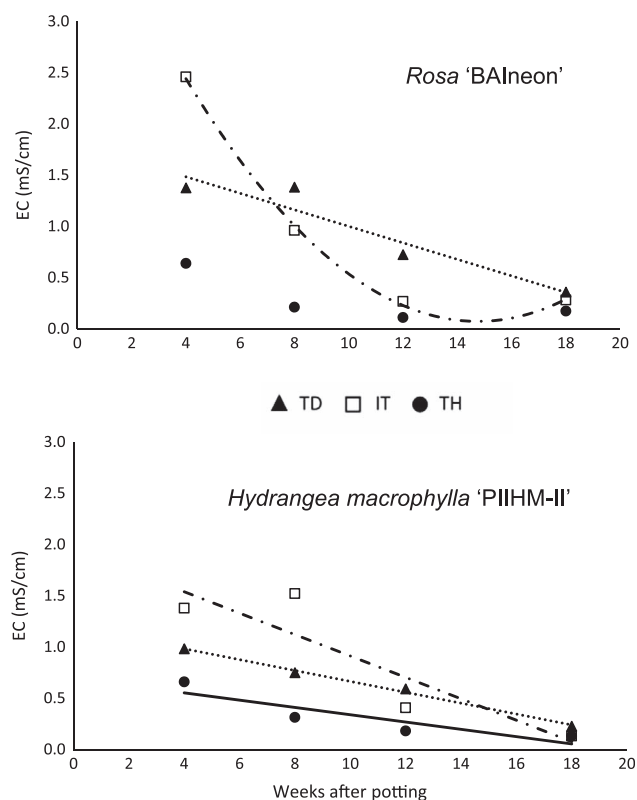 3.0
Rosa ‘BAIneon’
2.5
2.0
EC (mS/cm)
1.5
1.0
0.5
0.0
0 2 4 6 8 10 12 14 16 18 20
TD IT TH
3.0
Hydrangea macrophylla ‘PIIHM-II’
2.5
2.0
EC (mS/cm)
1.5
1.0
0.5
0.0
0 2 4 6 8 10 12 14 16 18 20
Weeks after potting